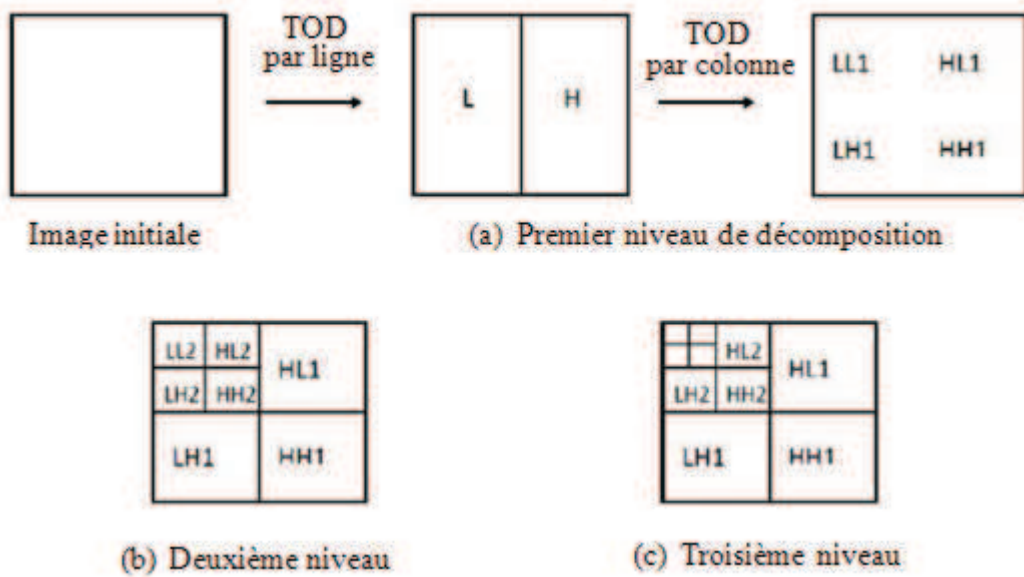 TOD
par ligne
TOD
par colonne
L
H
LL1 HL1
LH1 HH1
Image initiale
(a) Premier niveau de décomposition
LL2 HL2
HL1
LH2 HH2
LH1 HH1
HL2
HL1
LH2 HH2
LH1 HH1
(b) Deuxième niveau
(c) Troisième niveau